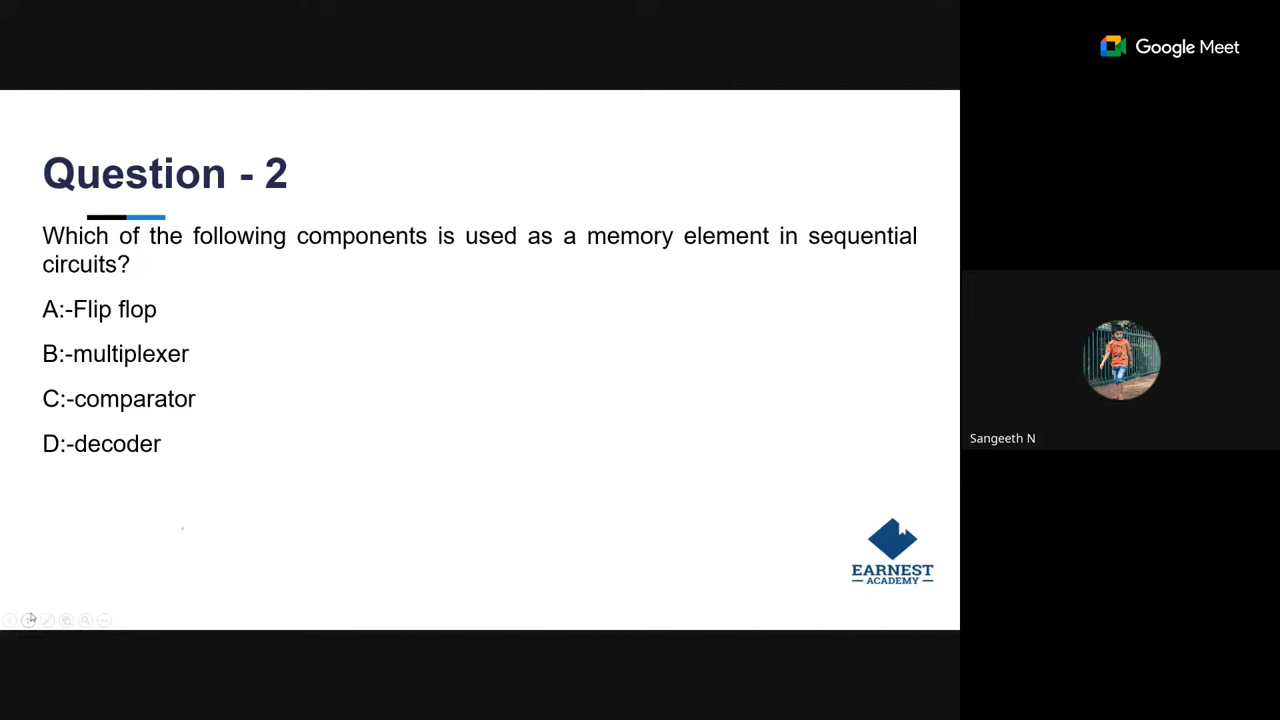 Google Meet
Question - 2
Which of the following components is used as a memory element in sequential
circuits?
A:-Flip flop
B:-multiplexer
C:-comparator
D:-decoder
Sangeeth N
EARNEST
ACADEMY